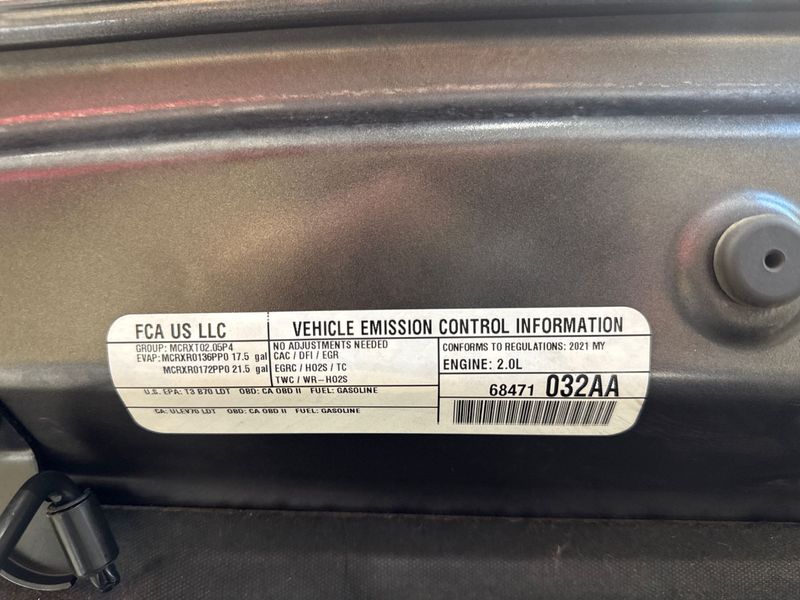 FCA US LLC
VEHICLE EMISSION CONTROL INFORMATION
GROUP: MCRXT02.05P4
EVAP: MCRXR0136PP0 17.5 gal
MCRXR0172PP0 21.5 gal
NO ADJUSTMENTS NEEDED
CAC / DFI / EGR
EGRC / HO2S / TC
TWC / WR-HO2S
CONFORMS TO REGULATIONS: 2021 MY
ENGINE: 2.0L
U.S. EPA: T3 B70 LDT OBD: CA OBD II FUEL: GASOLINE
CA: ULEV70 LDT OBD: CA OBD II FUEL: GASOLINE
68471 032AA